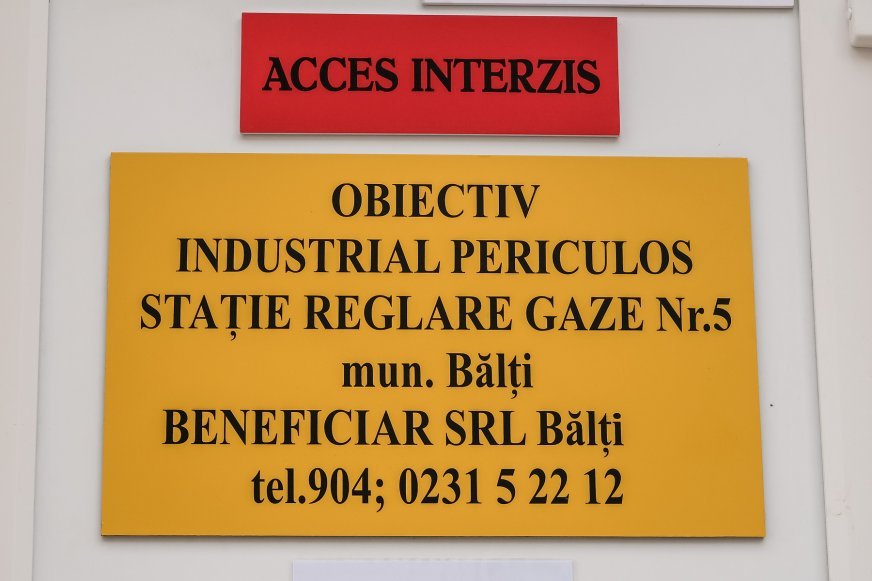 ACCES INTERZIS
OBIECTIV
INDUSTRIAL PERICULOS
STAȚIE REGLARE GAZE Nr.5
mun. Bălți
BENEFICIAR SRL Bălți
tel.904; 0231 5 22 12